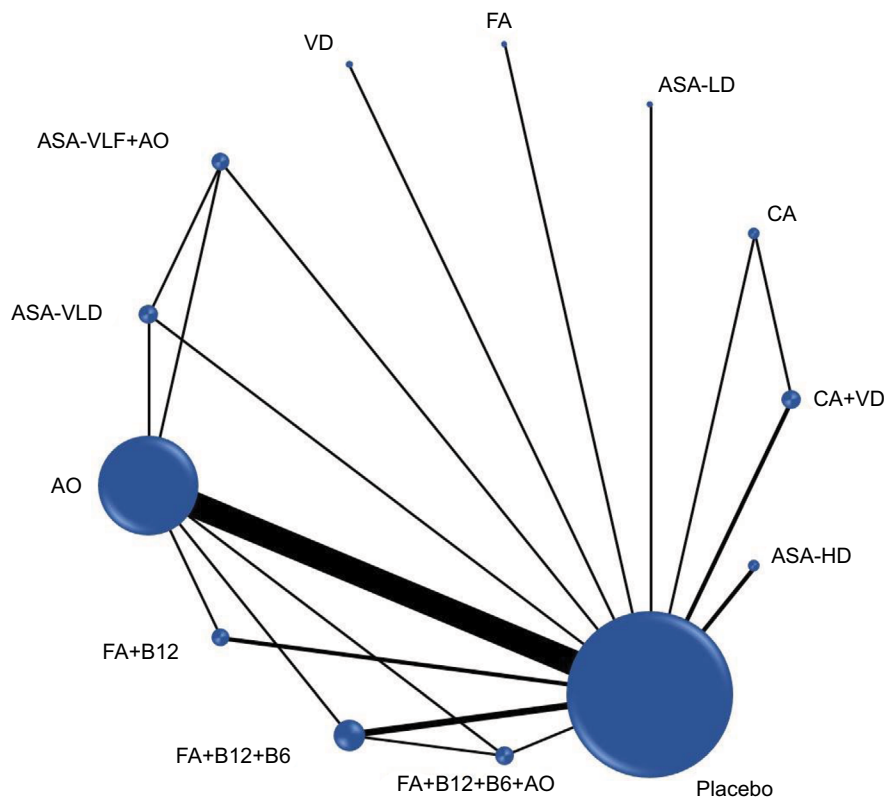 FA
VD
ASA-LD
ASA-VLF+AO
CA
ASA-VLD
CA+VD
AO
ASA-HD
FA+B12
FA+B12+B6
FA+B12+B6+AO
Placebo